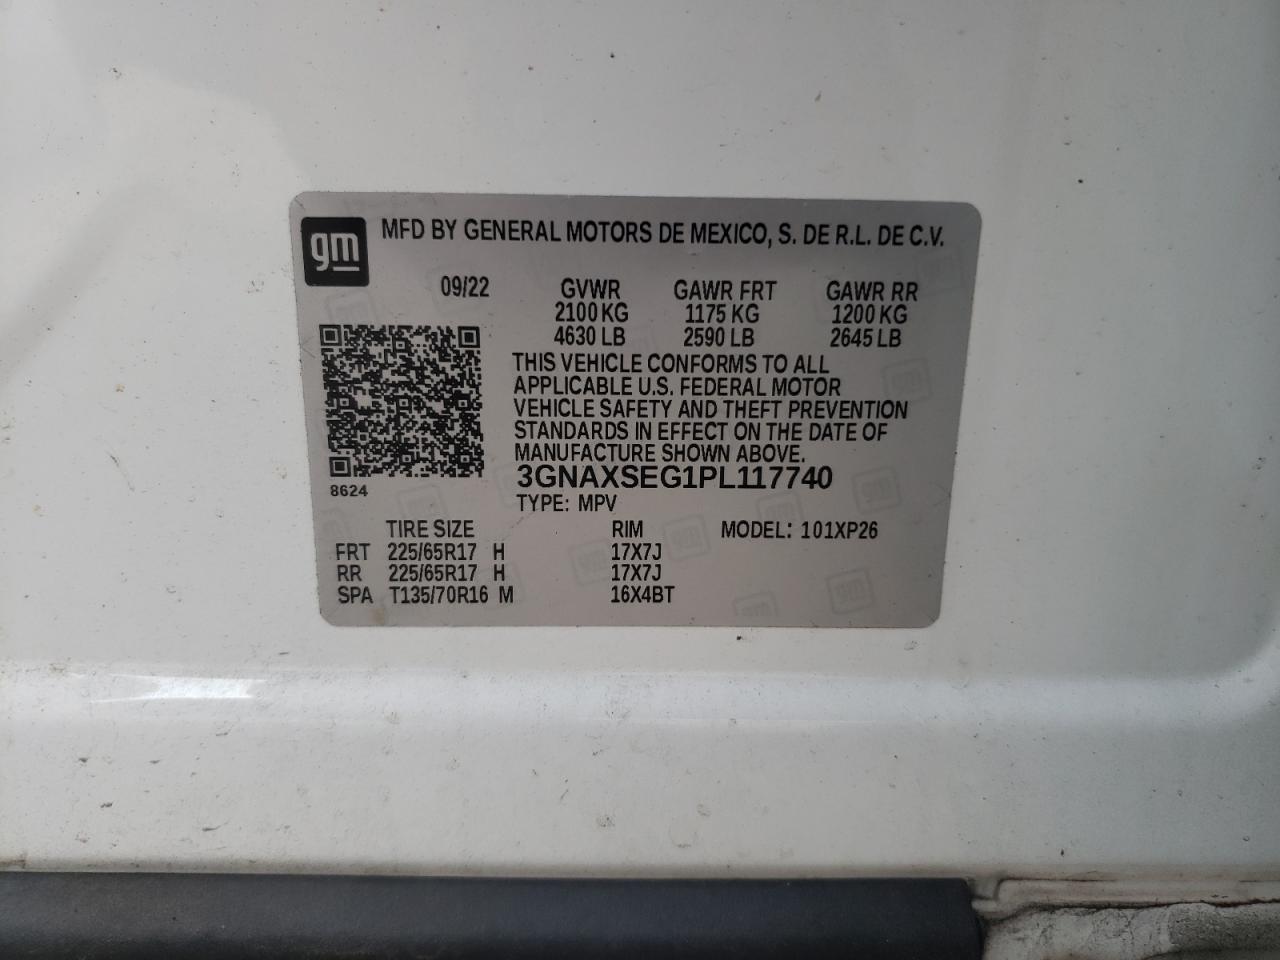 gm MFD BY GENERAL MOTORS DE MEXICO, S. DE R.L. DE C.V.
09/22 GVWR GAWR FRT GAWR RR
2100 KG 1175 KG 1200 KG
4630 LB 2590 LB 2645 LB
THIS VEHICLE CONFORMS TO ALL
APPLICABLE U.S. FEDERAL MOTOR
VEHICLE SAFETY AND THEFT PREVENTION
STANDARDS IN EFFECT ON THE DATE OF
MANUFACTURE SHOWN ABOVE.
3GNAXSEG1PL117740
8624
TYPE: MPV
TIRE SIZE RIM MODEL: 101XP26
FRT 225/65R17 H 17X7J
RR 225/65R17 H 17X7J
SPA T135/70R16 M 16X4BT